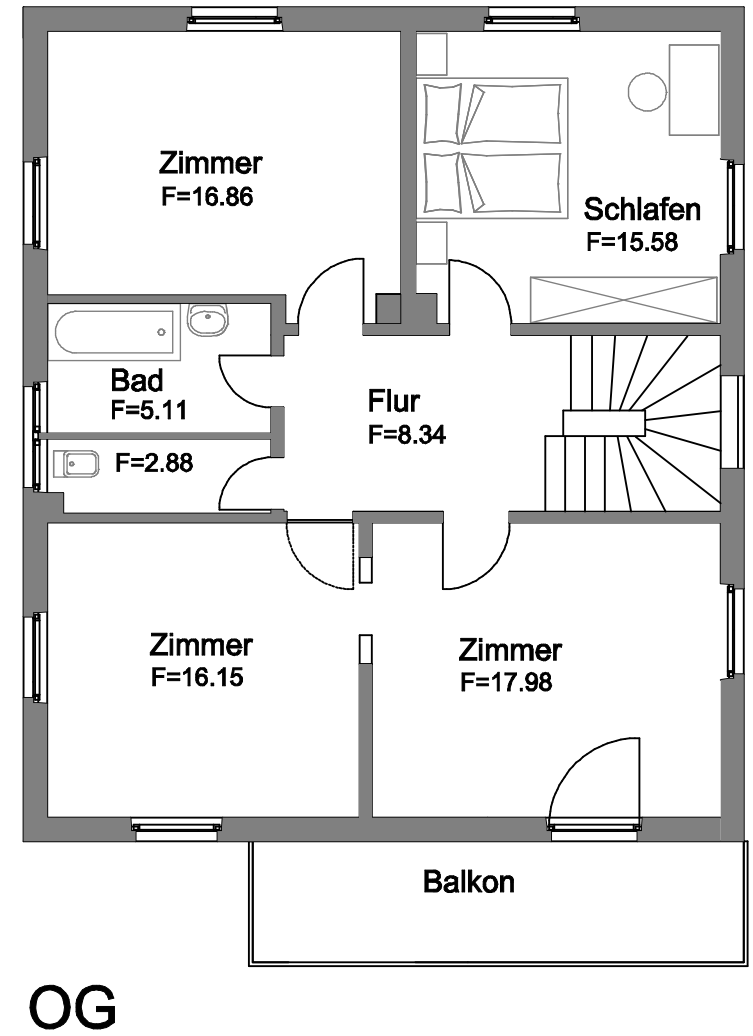 Zimmer
F=16.86
Schlafen
F=15.58
Bad
F=5.11
Flur
F=8.34
F=2.88
Zimmer
F=16.15
Zimmer
F=17.98
Balkon
OG